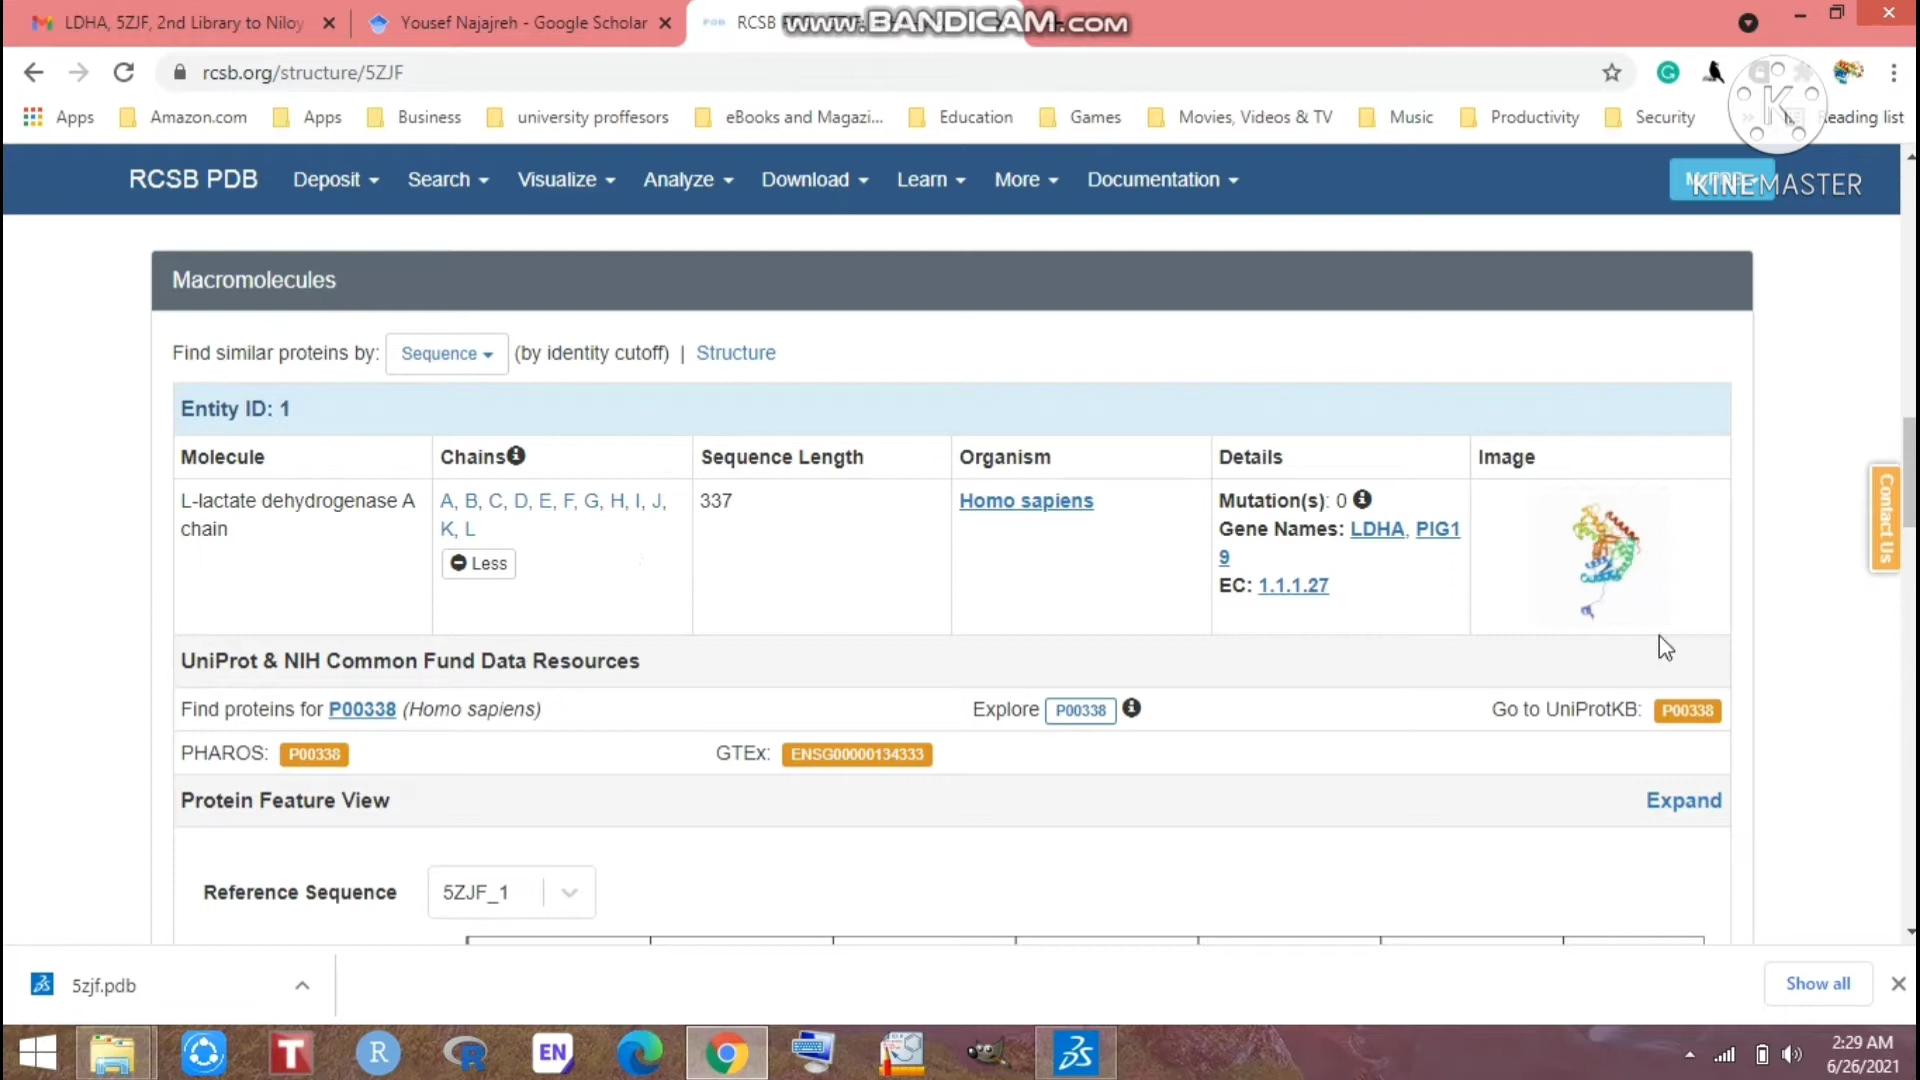 LDHA, 5ZJF, 2nd Library to Niloy
Yousef Najajreh - Google Scholar
RCSB
www.BANDICAM.com
rcsb.org/structure/5ZJF
Apps
Amazon.com
Apps
Business
university proffesors
eBooks and Magazi...
Education
Games
Movies, Videos & TV
Music
Productivity
Security
Reading list
RCSB PDB
Deposit
Search
Visualize
Analyze
Download
Learn
More
Documentation
KINEMASTER
Macromolecules
Find similar proteins by: Sequence (by identity cutoff) | Structure
Entity ID: 1
Molecule Chains Sequence Length Organism Details Image
L-lactate dehydrogenase A
chain
A, B, C, D, E, F, G, H, I, J,
K, L
Less
337
Homo sapiens
Mutation(s): 0
Gene Names: LDHA, PIG1
9
EC: 1.1.1.27
UniProt & NIH Common Fund Data Resources
Find proteins for P00338 (Homo sapiens)
Explore P00338
Go to UniProtKB: P00338
PHAROS: P00338
GTEx: ENSG00000134333
Protein Feature View
Expand
Reference Sequence
5ZJF_1
Contact Us
5zjf.pdb
Show all
EN
2:29 AM
6/26/2021